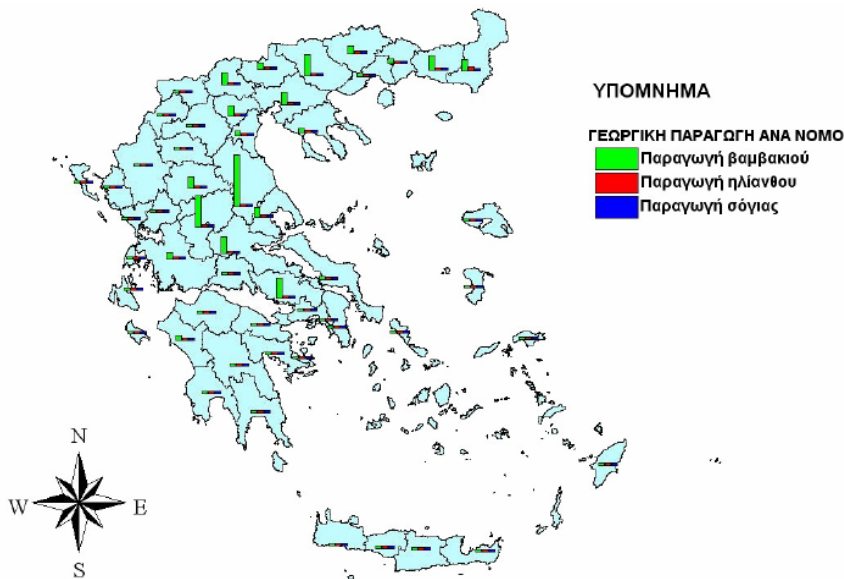 ΥΠΟΜΝΗΜΑ
ΓΕΩΡΓΙΚΗ ΠΑΡΑΓΩΓΗ ΑΝΑ ΝΟΜΟ
Παραγωγή βαμβακιού
Παραγωγή ηλίανθου
Παραγωγή σόγιας
N
W E
S